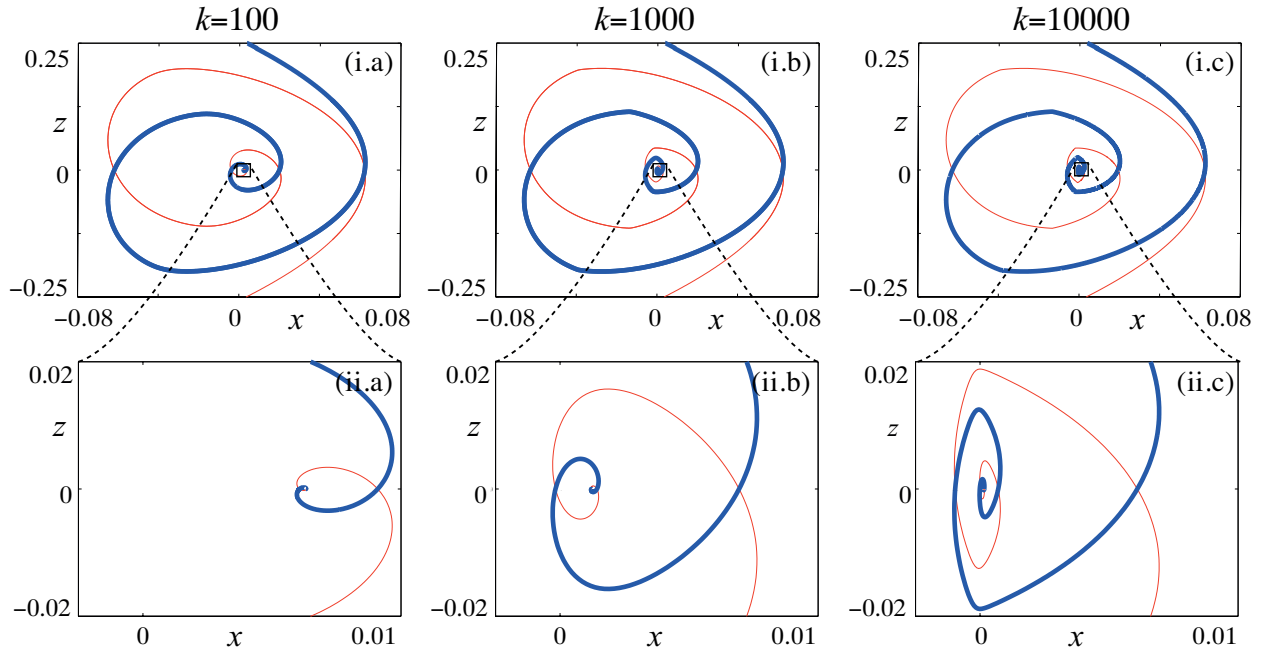 k=100 k=1000 k=10000
(i.a) (i.b) (i.c)
0.25 0.25 0.25
z z z
0 0 0
−0.25 −0.25 −0.25
−0.08 0 x 0.08 −0.08 0 x 0.08 −0.08 0 x 0.08
(ii.a) (ii.b) (ii.c)
0.02 0.02 0.02
z z z
0 0 0
−0.02 −0.02 −0.02
0 x 0.01 0 x 0.01 0 x 0.01